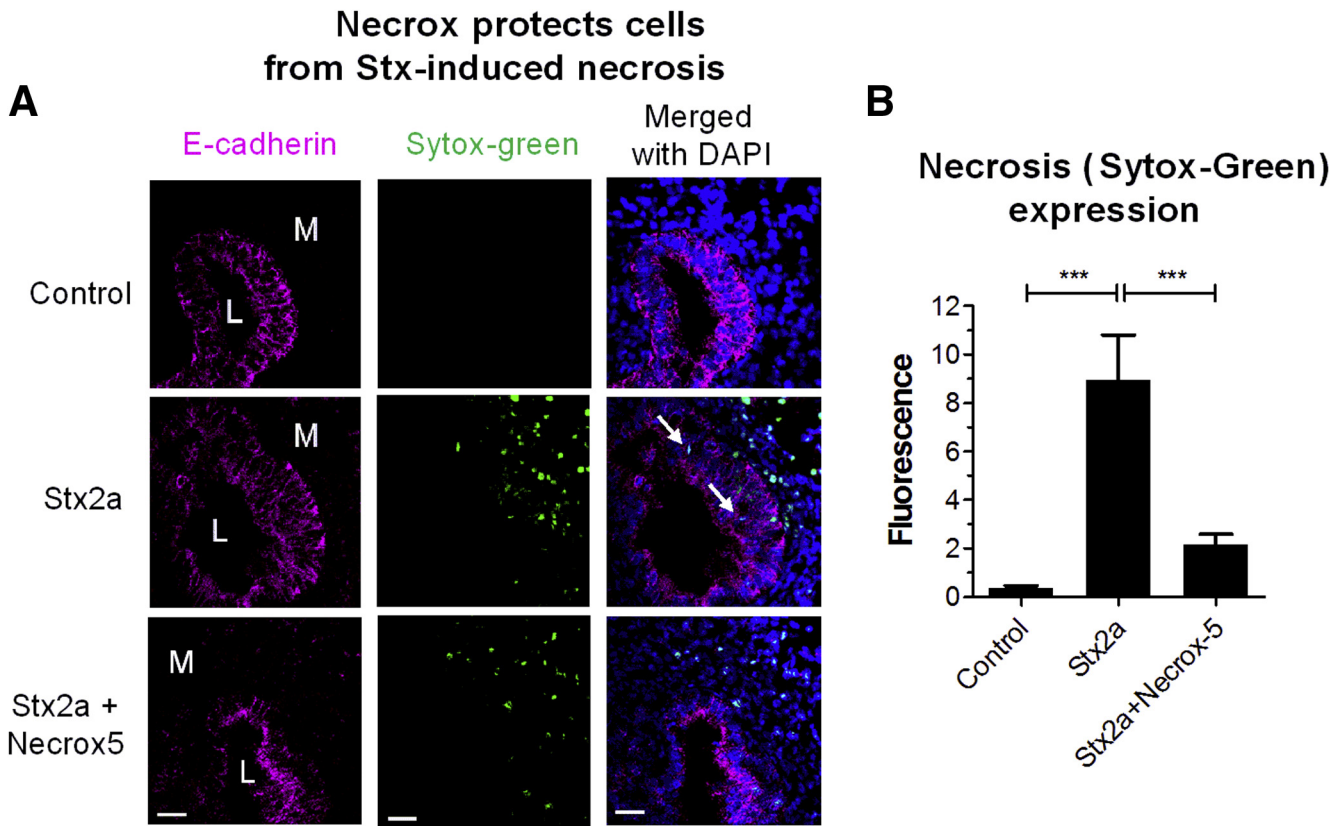 Necrox protects cells
from Stx-induced necrosis
A
E-cadherin
Sytox-green
Merged
with DAPI
Control
M
L
Stx2a
M
L
Stx2a +
Necrox5
M
L
B
Necrosis (Sytox-Green)
expression
*** ***
Fluorescence
12
10
8
6
4
2
0
Control
Stx2a
Stx2a+Necrox-5